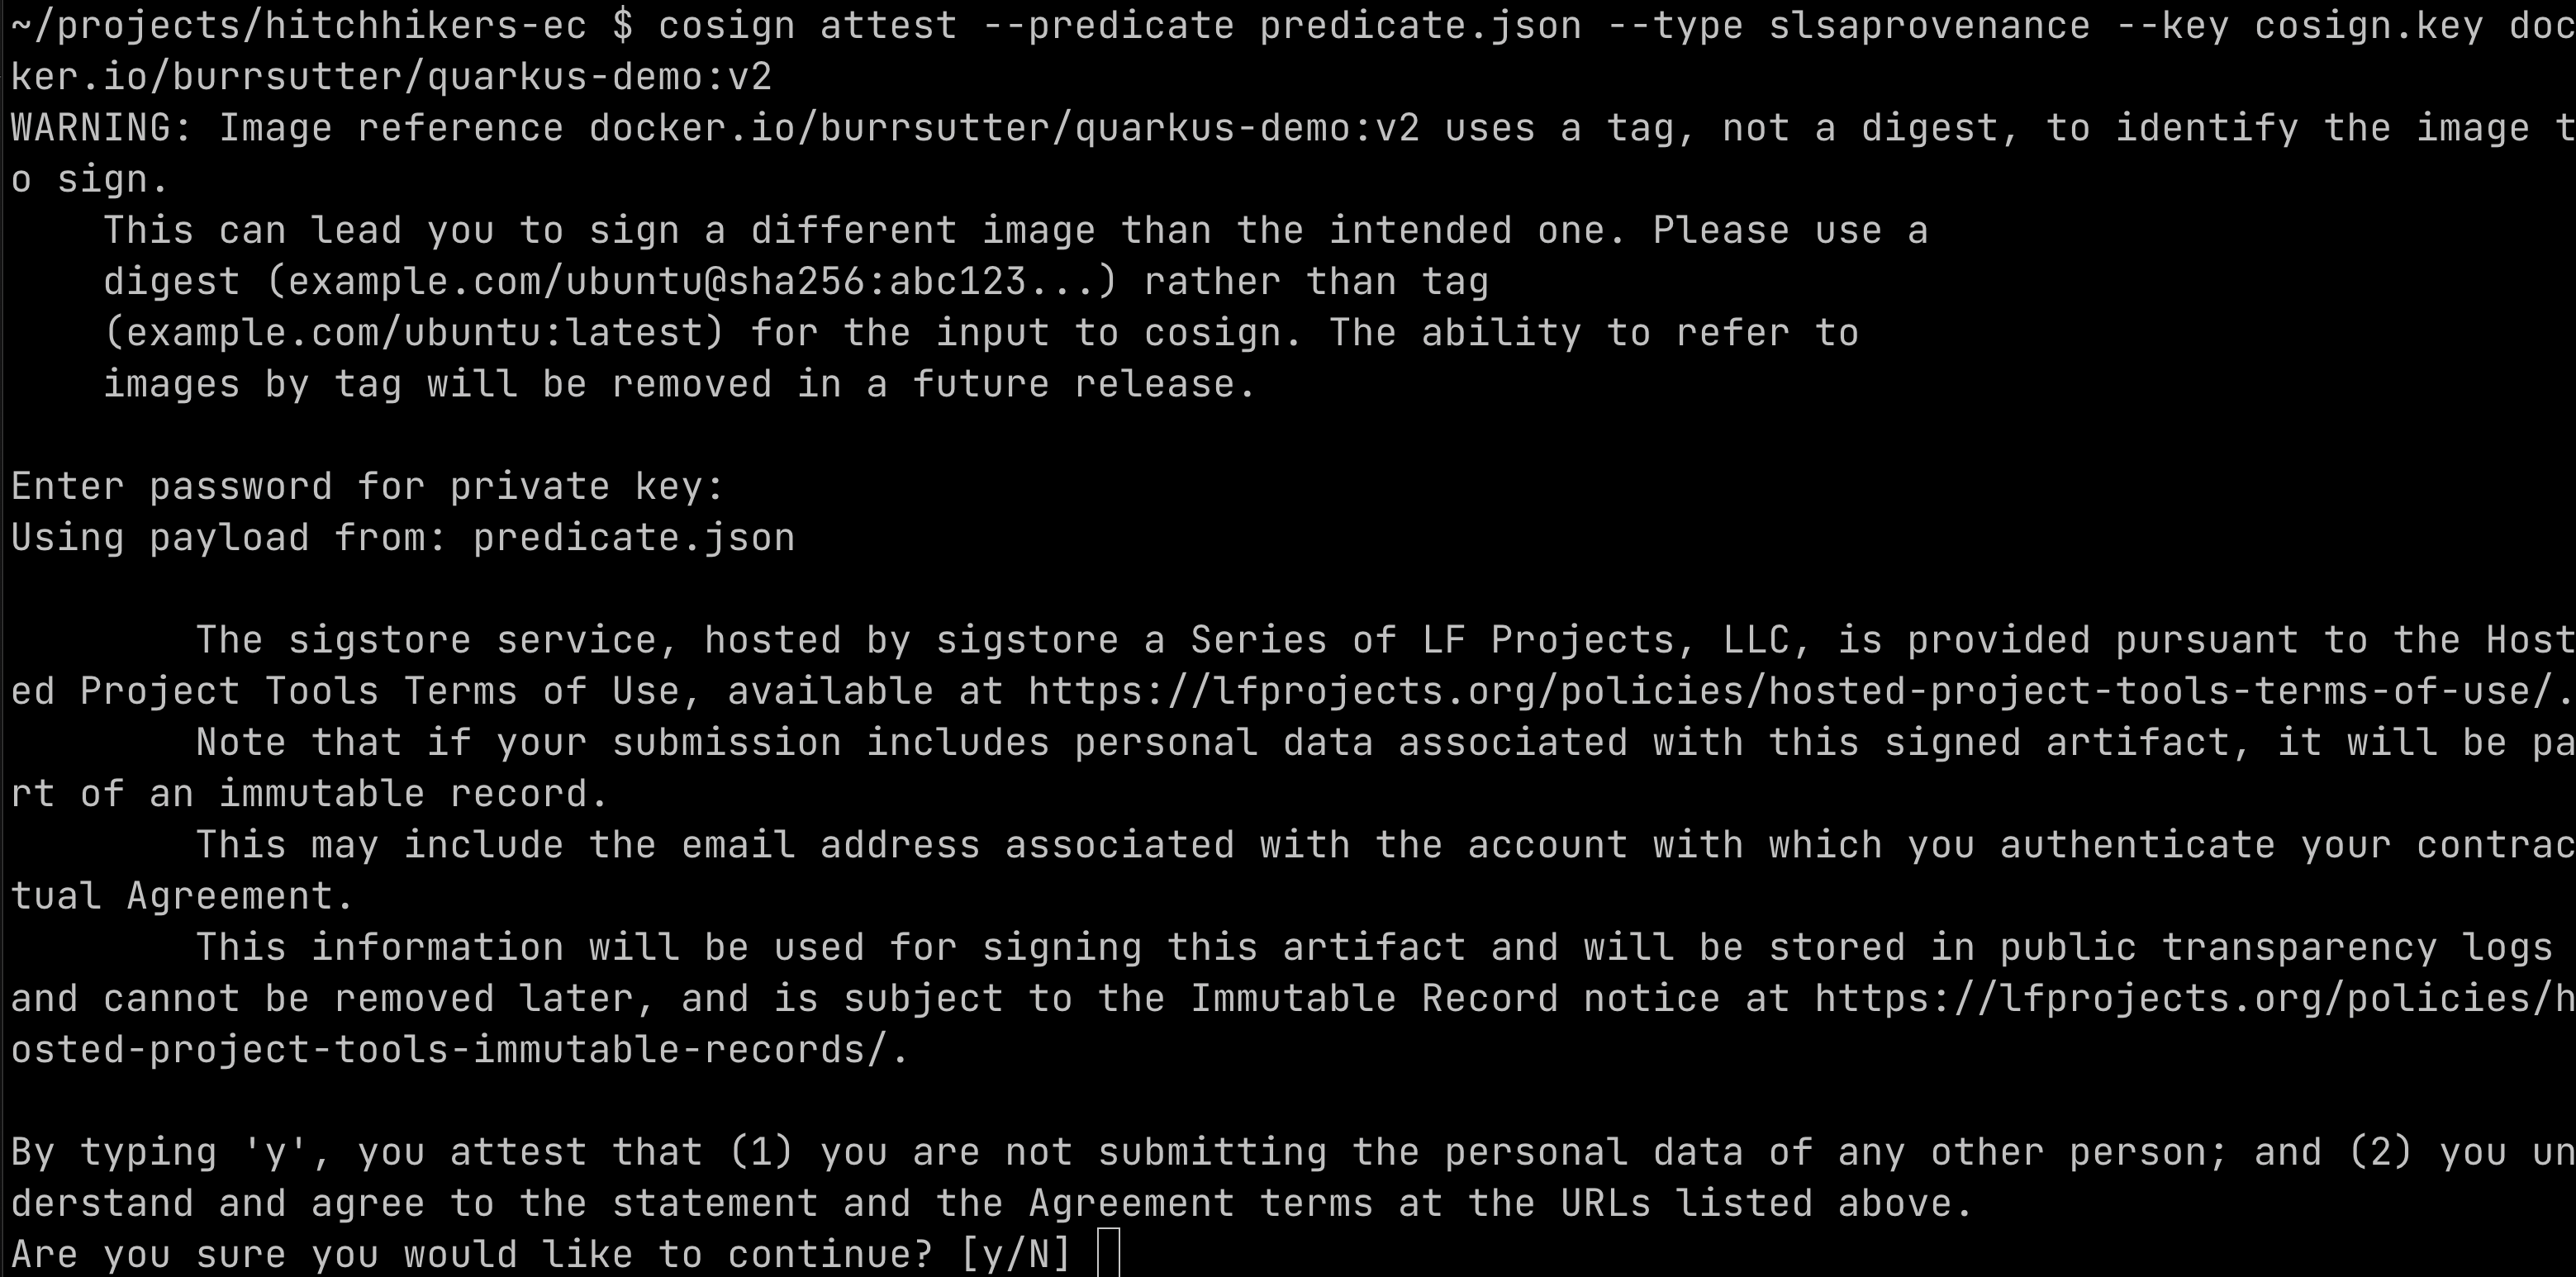 ~/projects/hitchhikers-ec $ cosign attest --predicate predicate.json --type slsaprovenance --key cosign.key doc
ker.io/burrsutter/quarkus-demo:v2
WARNING: Image reference docker.io/burrsutter/quarkus-demo:v2 uses a tag, not a digest, to identify the image t
o sign.
    This can lead you to sign a different image than the intended one. Please use a
    digest (example.com/ubuntu@sha256:abc123...) rather than tag
    (example.com/ubuntu:latest) for the input to cosign. The ability to refer to
    images by tag will be removed in a future release.
Enter password for private key:
Using payload from: predicate.json
        The sigstore service, hosted by sigstore a Series of LF Projects, LLC, is provided pursuant to the Host
ed Project Tools Terms of Use, available at https://lfprojects.org/policies/hosted-project-tools-terms-of-use/.
        Note that if your submission includes personal data associated with this signed artifact, it will be pa
rt of an immutable record.
        This may include the email address associated with the account with which you authenticate your contrac
tual Agreement.
        This information will be used for signing this artifact and will be stored in public transparency logs
and cannot be removed later, and is subject to the Immutable Record notice at https://lfprojects.org/policies/h
osted-project-tools-immutable-records/.
By typing 'y', you attest that (1) you are not submitting the personal data of any other person; and (2) you un
derstand and agree to the statement and the Agreement terms at the URLs listed above.
Are you sure you would like to continue? [y/N]